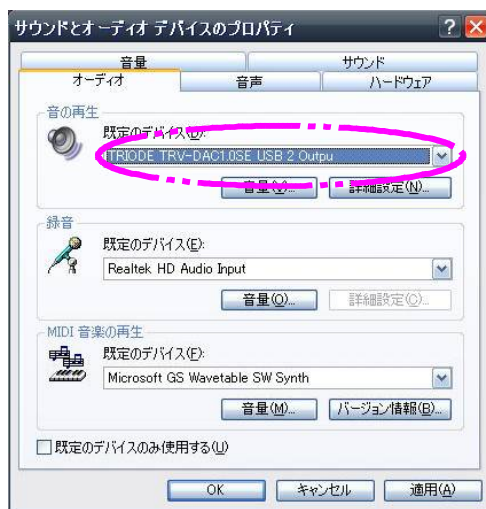 サウンドとオーディオ デバイスのプロパティ
音量 サウンド
オーディオ 音声 ハードウェア
音の再生
既定のデバイス(D):
TRIODE TRV-DAC1.0SE USB 2 Outpu
音量(V)... 詳細設定(N)...
録音
既定のデバイス(E):
Realtek HD Audio Input
音量(O)... 詳細設定(C)...
MIDI 音楽の再生
既定のデバイス(F):
Microsoft GS Wavetable SW Synth
音量(M)... バージョン情報(B)...
既定のデバイスのみ使用する(U)
OK キャンセル 適用(A)